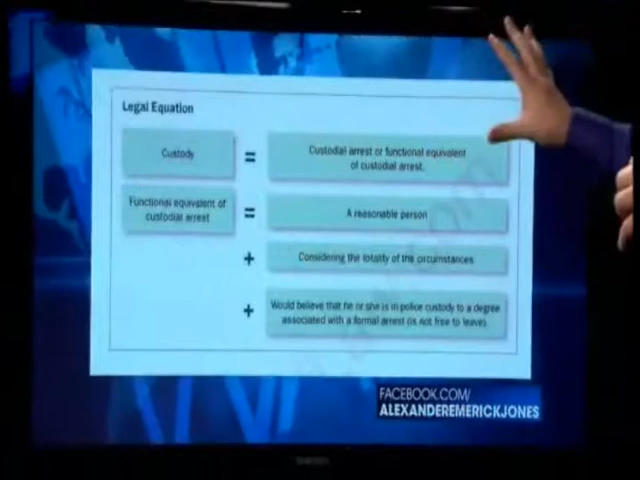 Legal Equation
Custody
=
Custodial arrest or functional equivalent
of custodial arrest.
Functional equivalent of
custodial arrest
=
A reasonable person
+
Considering the totality of the circumstances
+
Would believe that he or she is in police custody to a degree
associated with a formal arrest (is not free to leave).
FACEBOOK.COM/
ALEXANDEREMERICKJONES